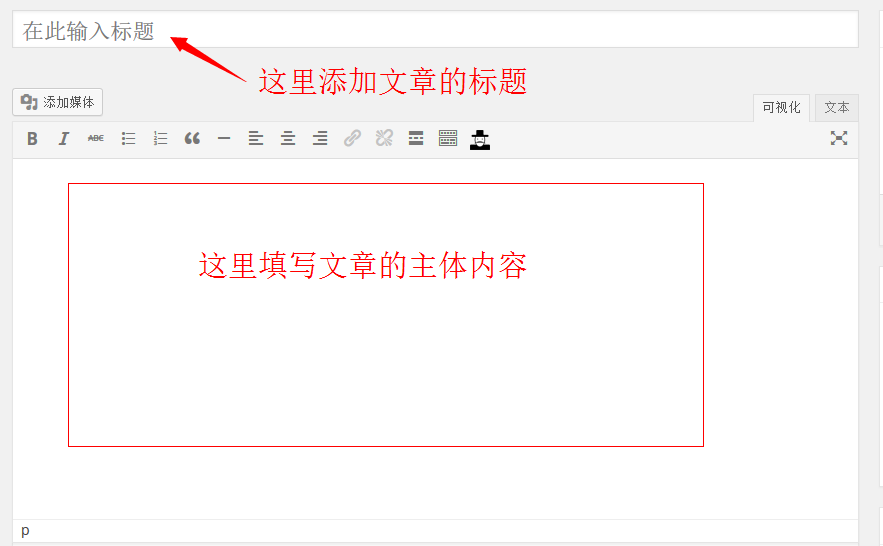 在此输入标题
这里添加文章的标题
添加媒体
可视化 文本
B I ABC
这里填写文章的主体内容
p